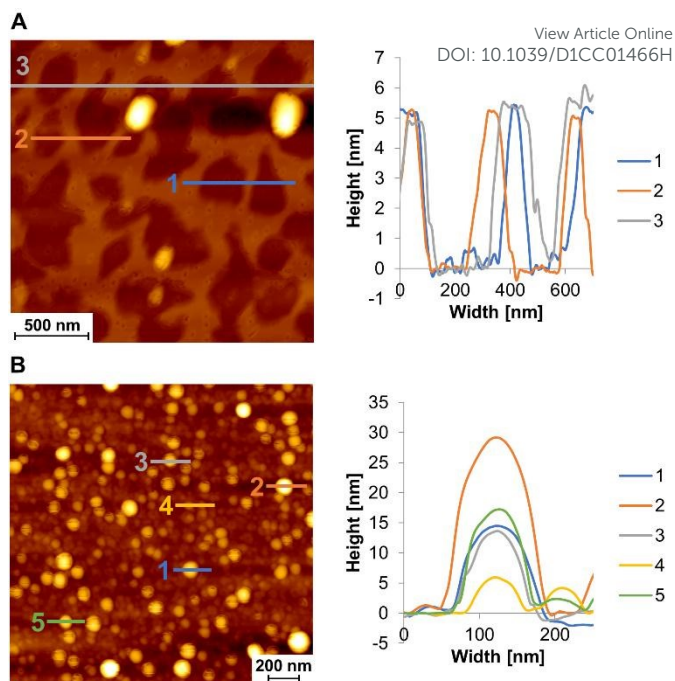 View Article Online
DOI: 10.1039/D1CC01466H
A
3
2
1
500 nm
Height [nm]
7
6
5
4
3
2
1
0
-1
0 200 400 600
Width [nm]
1
2
3
B
3
2
4
1
5
200 nm
Height [nm]
35
30
25
20
15
10
5
0
-5
0 100 200
Width [nm]
1
2
3
4
5